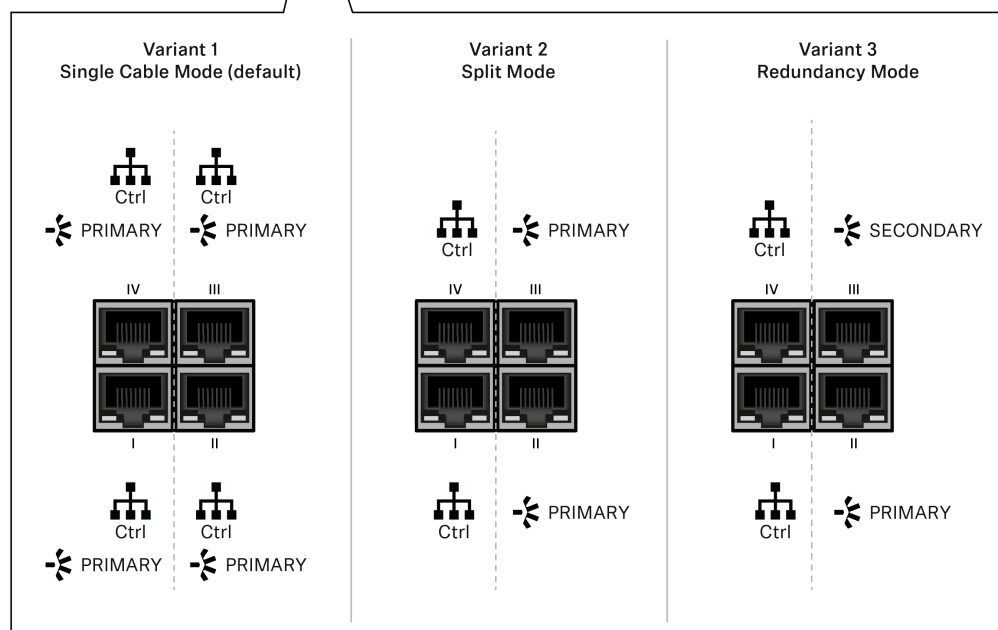 Variant 1
Single Cable Mode (default)
Ctrl Ctrl
PRIMARY PRIMARY
IV III
I II
Ctrl Ctrl
PRIMARY PRIMARY
Variant 2
Split Mode
Ctrl PRIMARY
IV III
I II
Ctrl PRIMARY
Variant 3
Redundancy Mode
Ctrl SECONDARY
IV III
I II
Ctrl PRIMARY